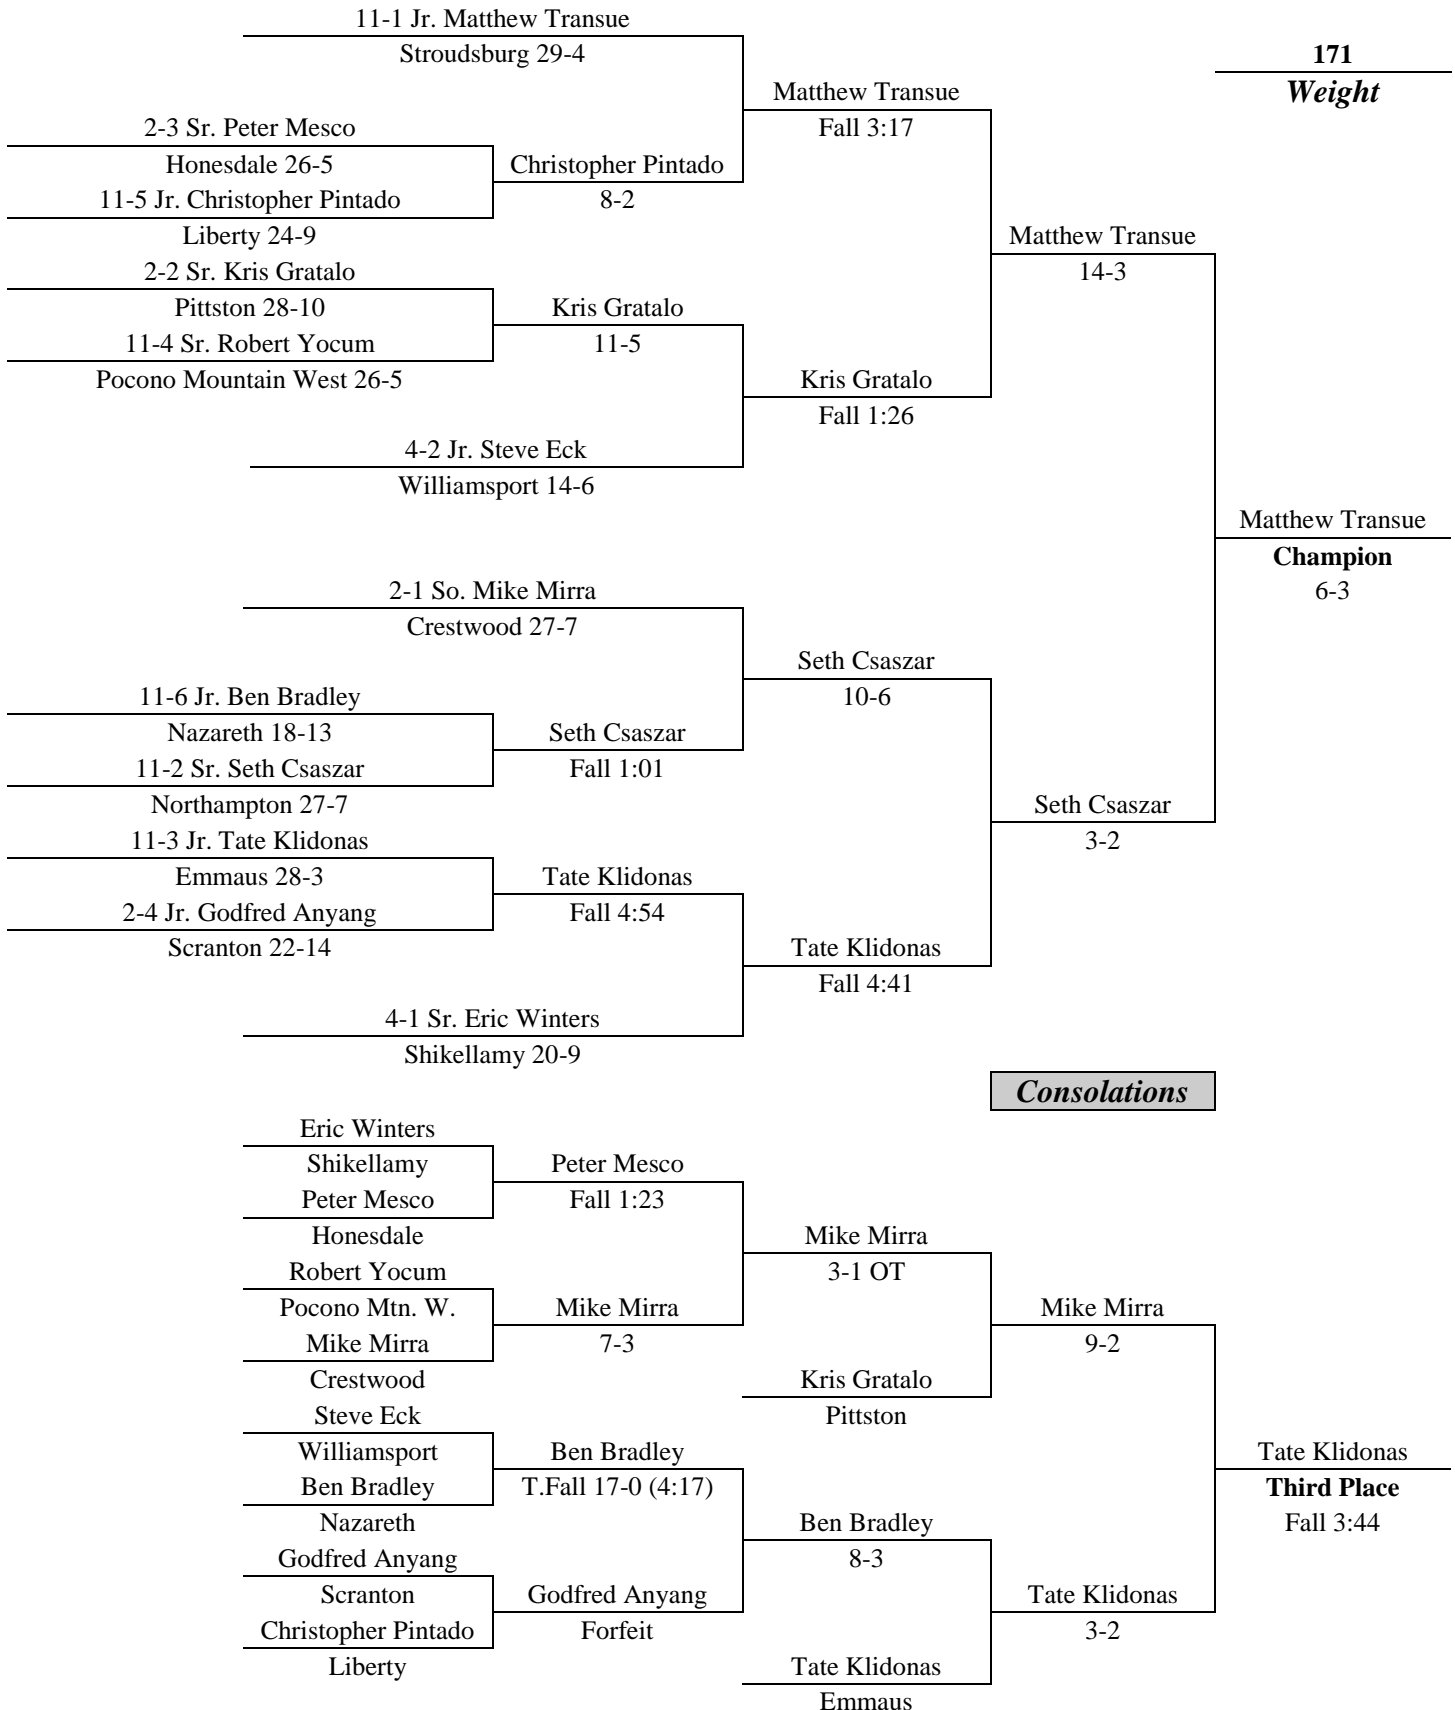 11-1 Jr. Matthew Transue
Stroudsburg 29-4
171
Weight
Matthew Transue
Fall 3:17
2-3 Sr. Peter Mesco
Honesdale 26-5
Christopher Pintado
11-5 Jr. Christopher Pintado
8-2
Liberty 24-9
Matthew Transue
2-2 Sr. Kris Gratalo
14-3
Pittston 28-10
Kris Gratalo
11-4 Sr. Robert Yocum
11-5
Pocono Mountain West 26-5
Kris Gratalo
Fall 1:26
4-2 Jr. Steve Eck
Williamsport 14-6
Matthew Transue
Champion
6-3
2-1 So. Mike Mirra
Crestwood 27-7
Seth Csaszar
10-6
11-6 Jr. Ben Bradley
Nazareth 18-13
Seth Csaszar
11-2 Sr. Seth Csaszar
Fall 1:01
Northampton 27-7
Seth Csaszar
11-3 Jr. Tate Klidonas
3-2
Emmaus 28-3
Tate Klidonas
2-4 Jr. Godfred Anyang
Fall 4:54
Scranton 22-14
Tate Klidonas
Fall 4:41
4-1 Sr. Eric Winters
Shikellamy 20-9
Consolations
Eric Winters
Shikellamy
Peter Mesco
Peter Mesco
Fall 1:23
Honesdale
Mike Mirra
Robert Yocum
3-1 OT
Pocono Mtn. W.
Mike Mirra
Mike Mirra
Mike Mirra
7-3
9-2
Crestwood
Kris Gratalo
Steve Eck
Pittston
Williamsport
Ben Bradley
Tate Klidonas
Ben Bradley
T.Fall 17-0 (4:17)
Third Place
Nazareth
Ben Bradley
Fall 3:44
Godfred Anyang
8-3
Scranton
Godfred Anyang
Tate Klidonas
Christopher Pintado
Forfeit
3-2
Liberty
Tate Klidonas
Emmaus